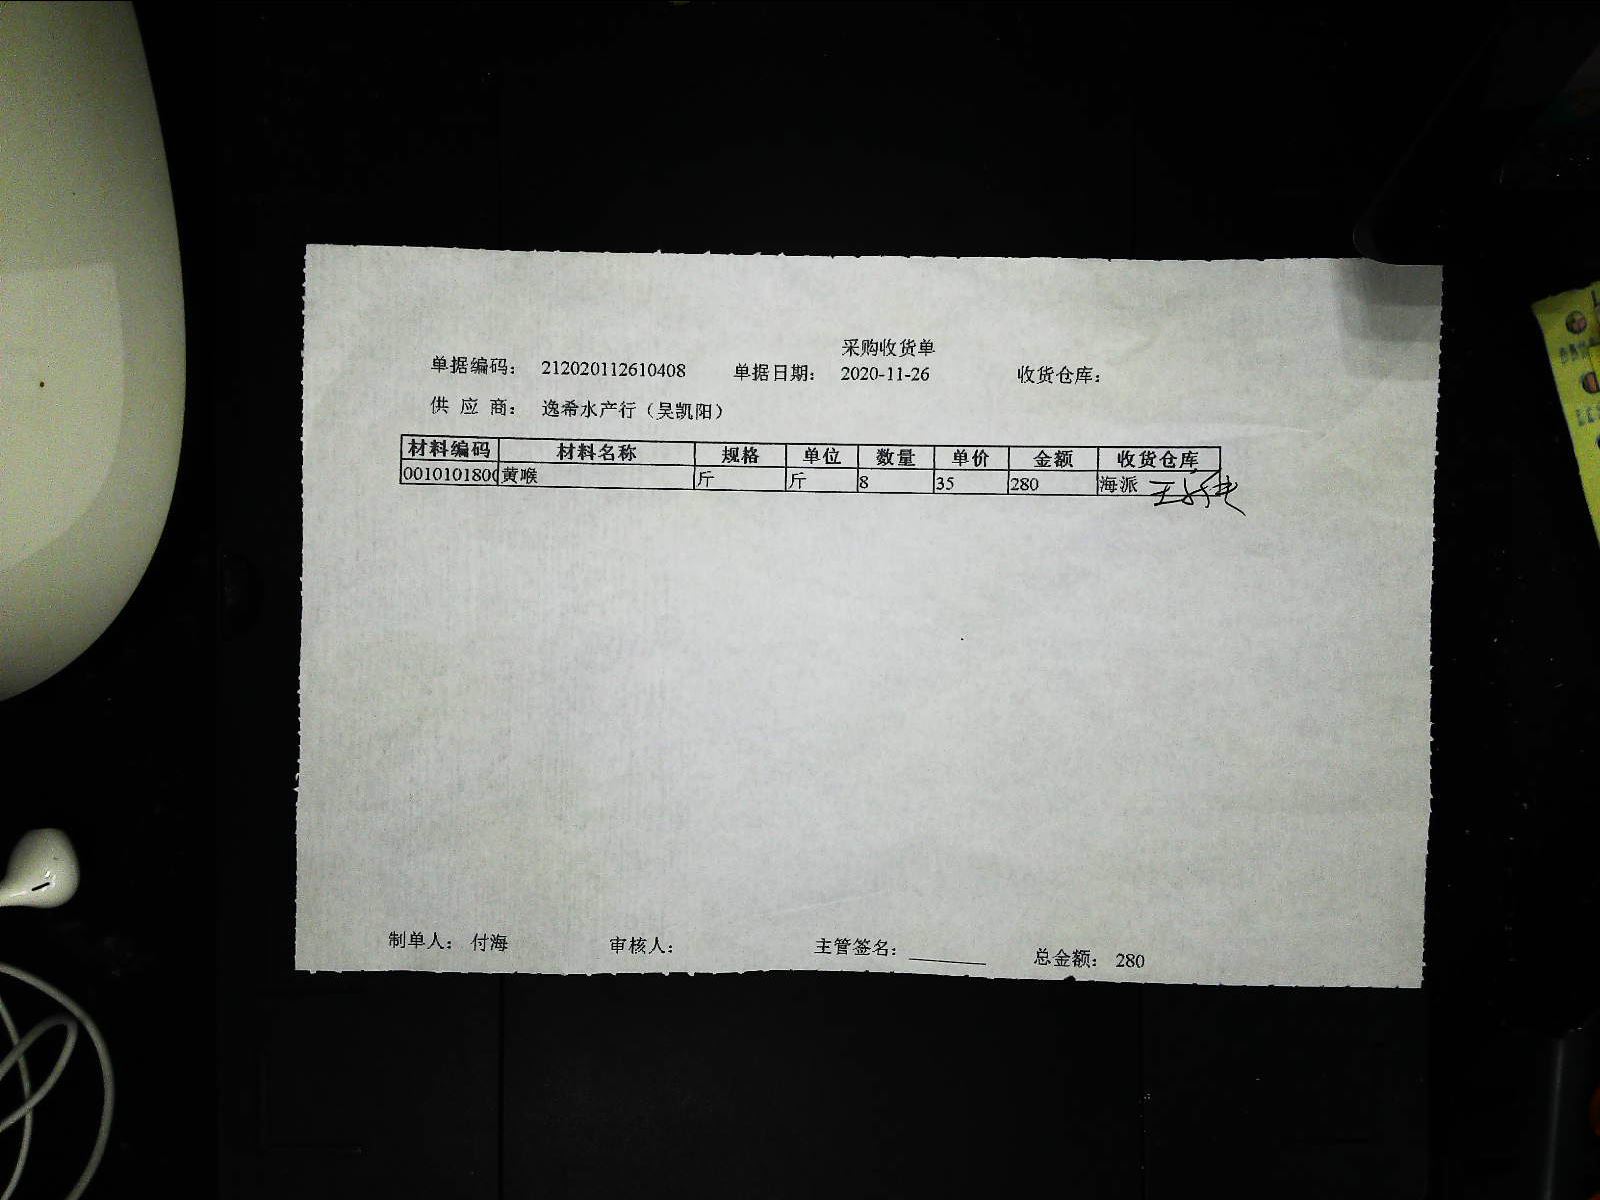 采购收货单
单据编码： 212020112610408 单据日期： 2020-11-26 收货仓库：
供 应 商： 逸希水产行（吴凯阳）
材料编码 材料名称 规格 单位 数量 单价 金额 收货仓库
0010101800 黄喉 斤 斤 8 35 280 海派
制单人： 付海 审核人： 主管签名： 总金额： 280